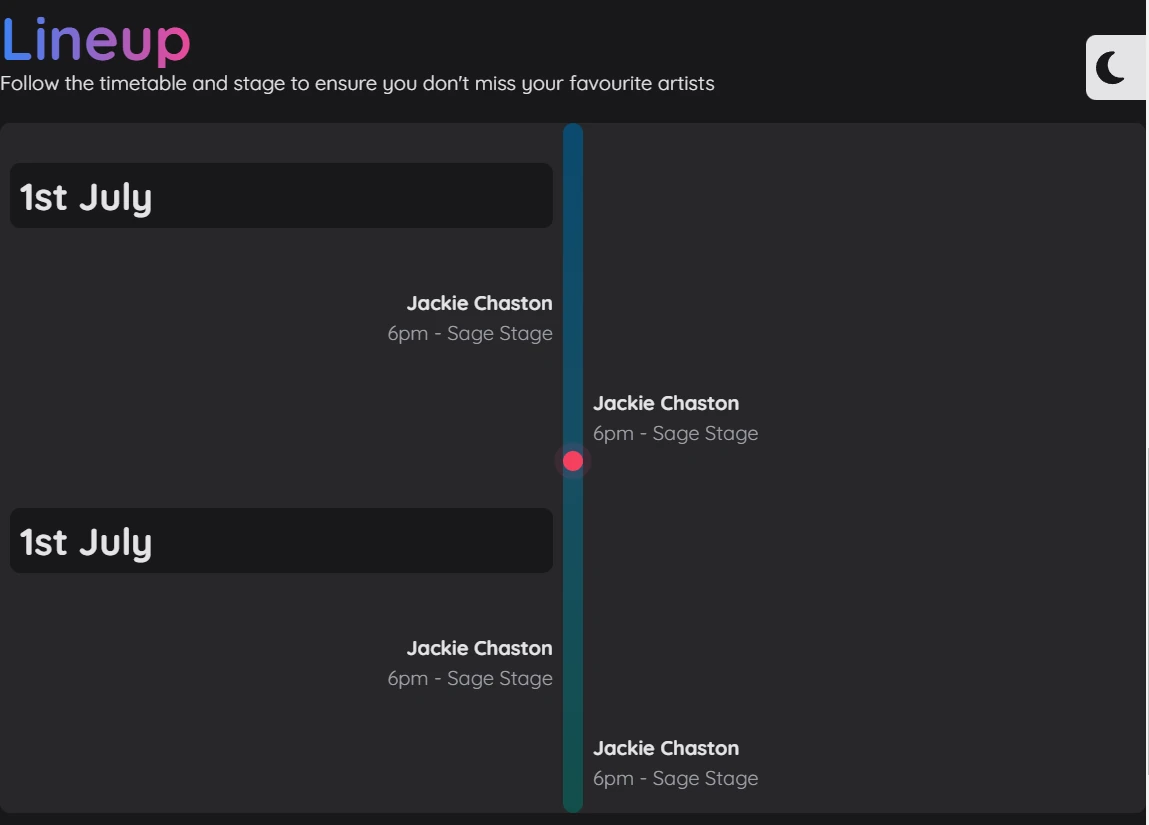 Lineup
Follow the timetable and stage to ensure you don't miss your favourite artists
1st July
Jackie Chaston
6pm - Sage Stage
Jackie Chaston
6pm - Sage Stage
1st July
Jackie Chaston
6pm - Sage Stage
Jackie Chaston
6pm - Sage Stage